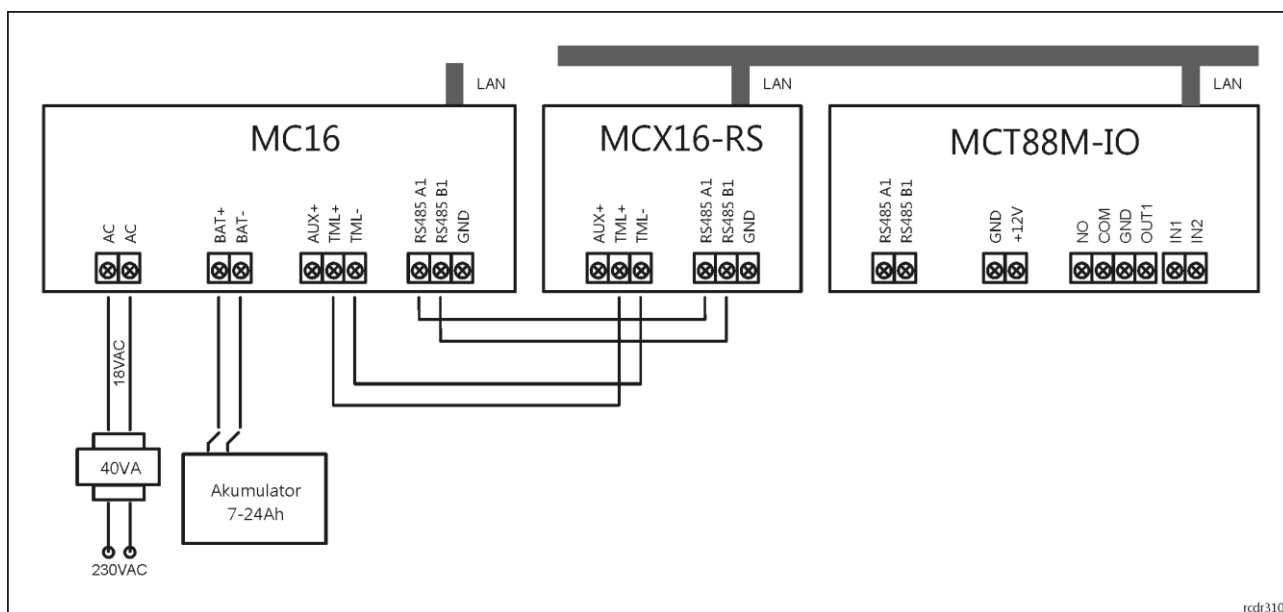 LAN
LAN
LAN
MC16
MCX16-RS
MCT88M-IO
AC
AC
BAT+
BAT-
AUX+
TML+
TML-
RS485 A1
RS485 B1
GND
AUX+
TML+
TML-
RS485 A1
RS485 B1
GND
RS485 A1
RS485 B1
GND
+12V
NO
COM
GND
OUT1
IN1
IN2
18VAC
40VA
Akumulator
7-24Ah
230VAC
rcdr310